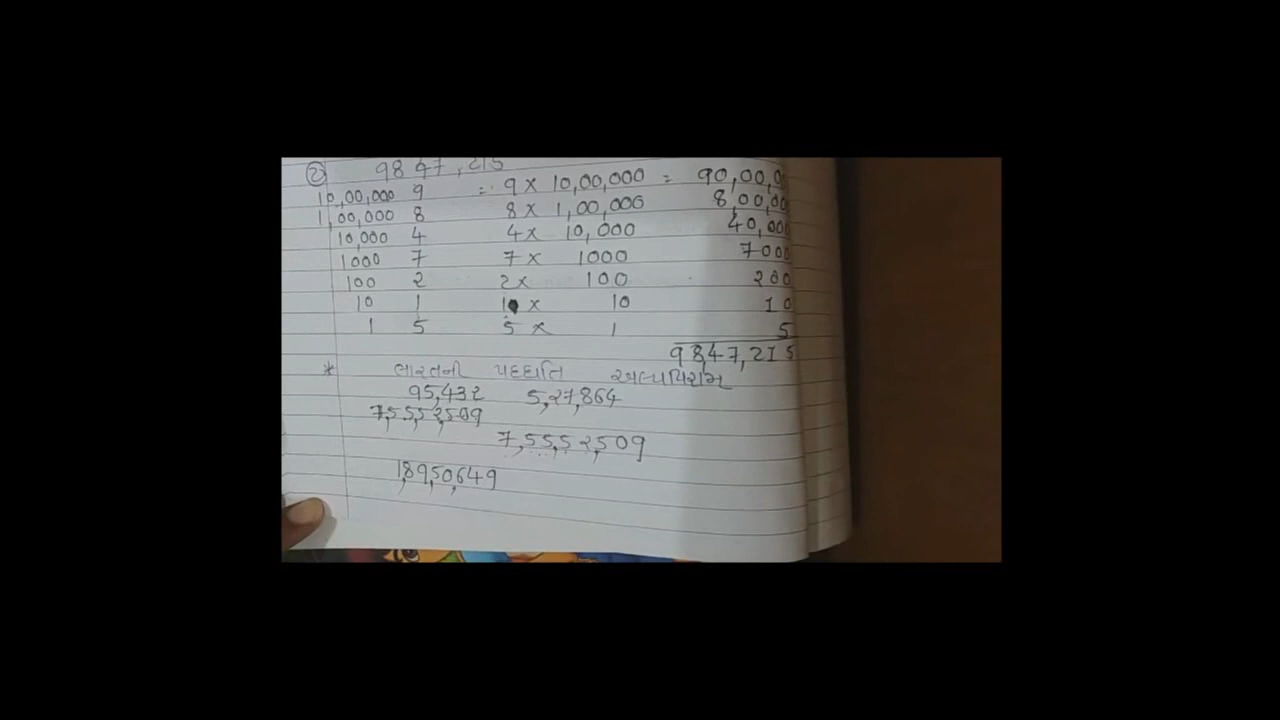 ② 9847,215
10,00,000 9 = 9 × 10,00,000 = 90,00,0
1,00,000 8 8 × 1,00,000 8,00,00
10,000 4 4 × 10,000 40,000
1000 7 7 × 1000 7000
100 2 2 × 100 200
10 1 1 × 10 10
1 5 5 × 1 5
98,47,215
* ભારતની પદ્ધતિ અલ્પવિરામ
95,432 5,27,864
7,55,52,509
7,55,52,509
1,89,50,649